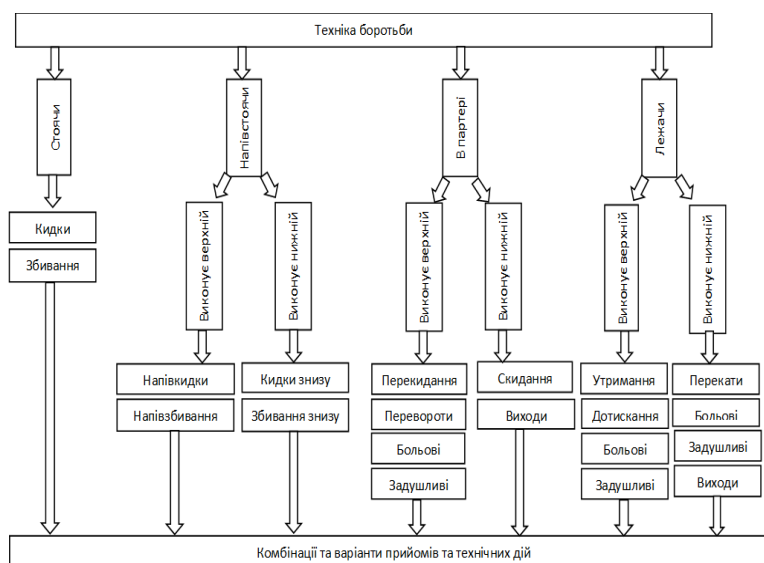 Техніка боротьби
Стоячи
Напівстоячи
В партері
Лежачи
Виконує верхній
Виконує нижній
Виконує верхній
Виконує нижній
Виконує верхній
Виконує нижній
Кидки
Збивання
Напівкидки
Напівзбивання
Кидки знизу
Збивання знизу
Перекидання
Перевороти
Больові
Задушливі
Скидання
Виходи
Утримання
Дотискання
Больові
Задушливі
Перекати
Больові
Задушливі
Виходи
Комбінації та варіанти прийомів та технічних дій